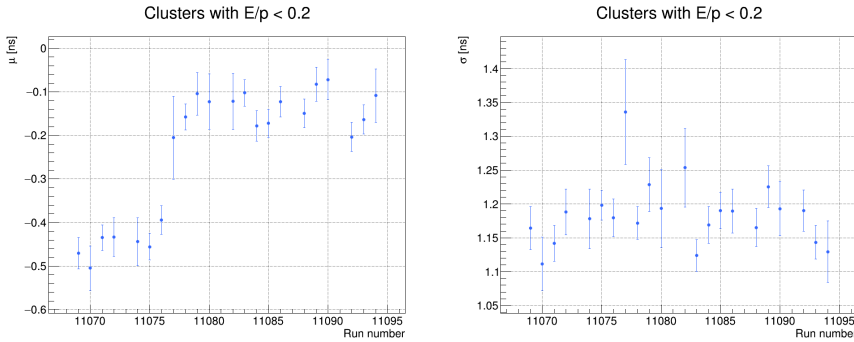 Clusters with E/p < 0.2
μ [ns]
0
−0.1
−0.2
−0.3
−0.4
−0.5
−0.6
11070 11075 11080 11085 11090 11095
Run number
Clusters with E/p < 0.2
σ [ns]
1.4
1.35
1.3
1.25
1.2
1.15
1.1
1.05
11070 11075 11080 11085 11090 11095
Run number